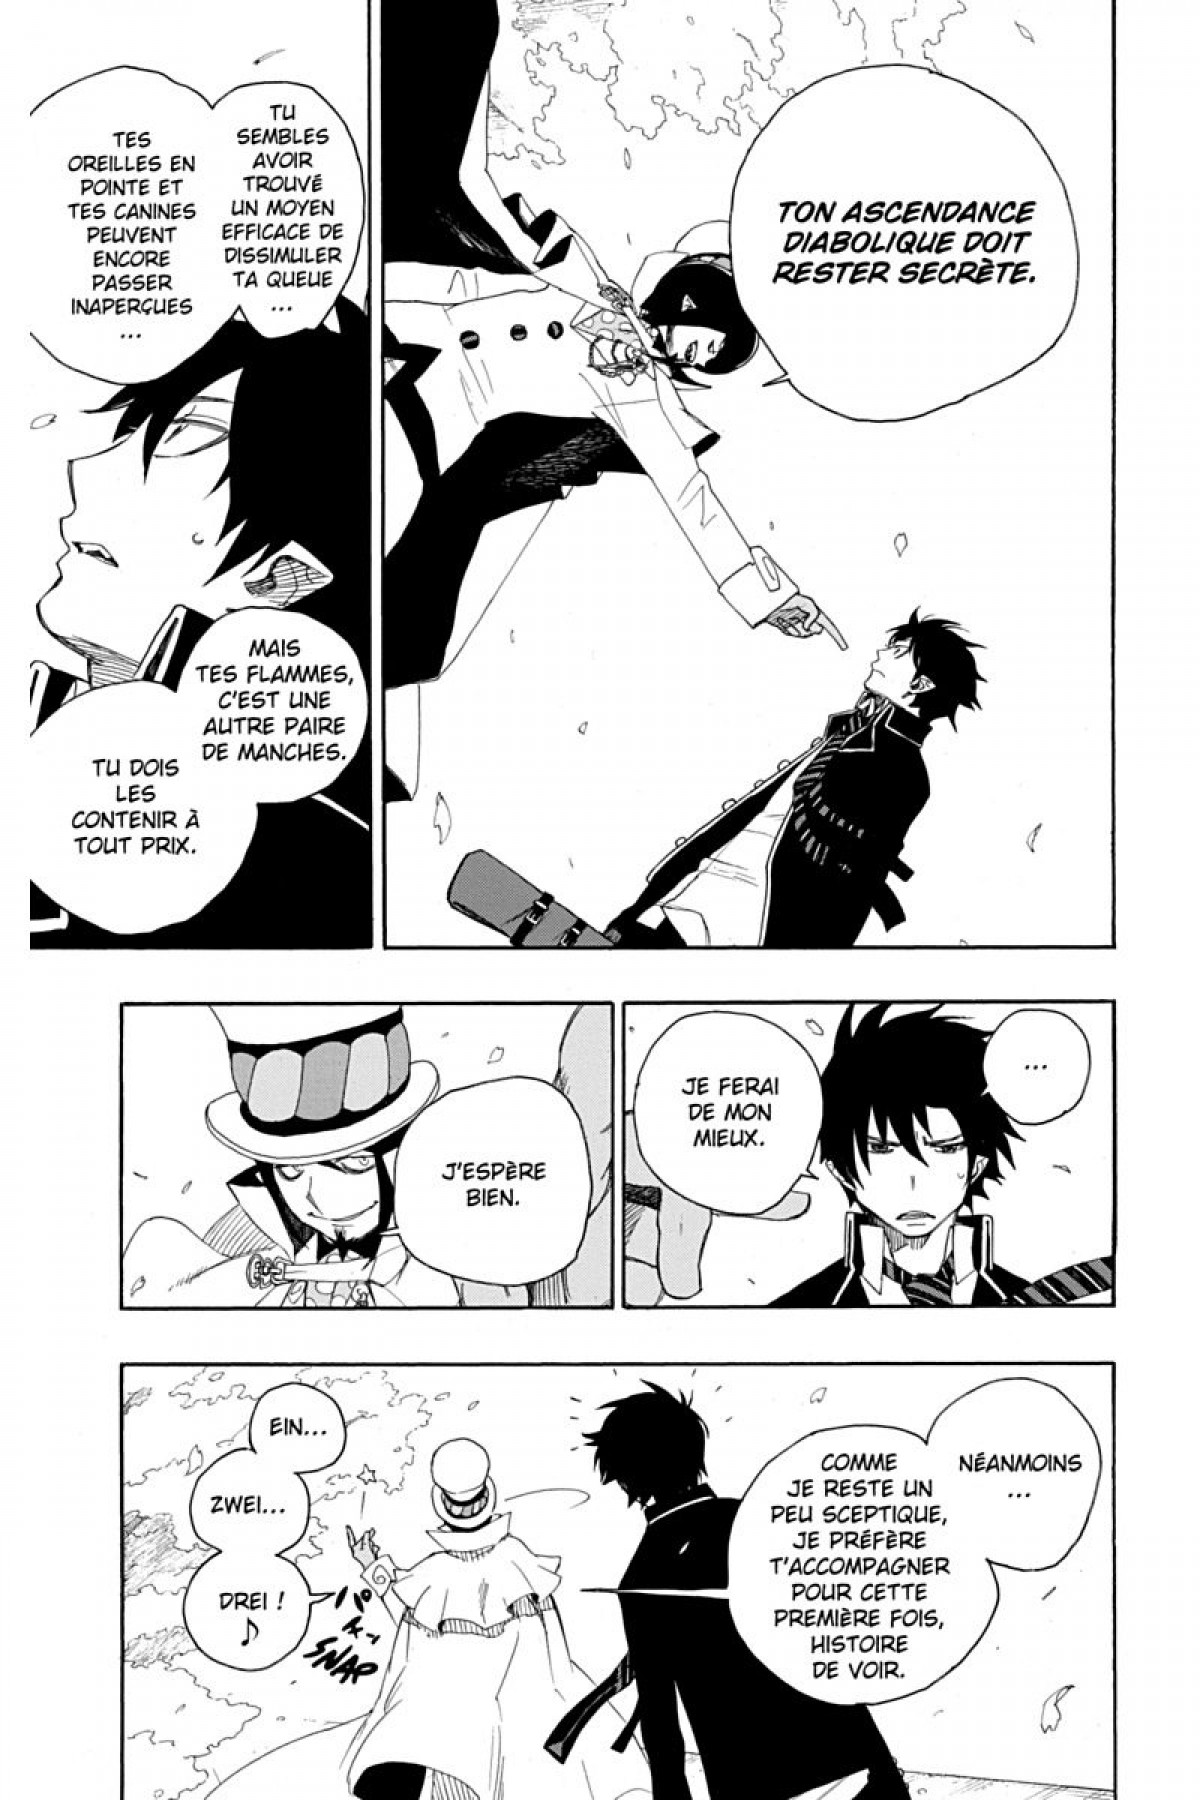 TON ASCENDANCE
DIABOLIQUE DOIT
RESTER SECRÈTE.
TU
SEMBLES
AVOIR
TROUVÉ
UN MOYEN
EFFICACE DE
DISSIMULER
TA QUEUE
...
TES
OREILLES EN
POINTE ET
TES CANINES
PEUVENT
ENCORE
PASSER
INAPERÇUES
...
MAIS
TES FLAMMES,
C'EST UNE
AUTRE PAIRE
DE MANCHES.
TU DOIS
LES
CONTENIR À
TOUT PRIX.
...
JE FERAI
DE MON
MIEUX.
J'ESPÈRE
BIEN.
NÉANMOINS
...
COMME
JE RESTE UN
PEU SCEPTIQUE,
JE PRÉFÈRE
T'ACCOMPAGNER
POUR CETTE
PREMIÈRE FOIS,
HISTOIRE
DE VOIR.
EIN...
ZWEI...
DREI !
♪
SNAP